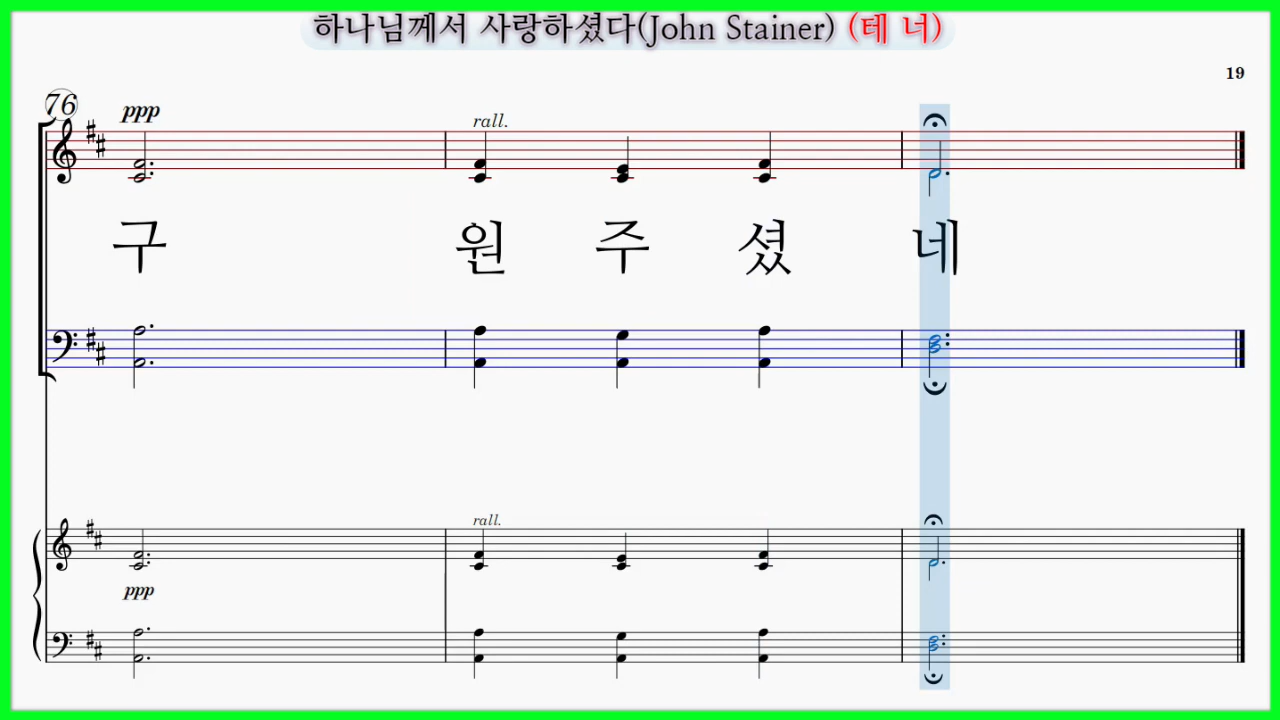 하나님께서 사랑하셨다(John Stainer) (테 너)
19
76
ppp
rall.
구 원 주 셨 네
rall.
ppp